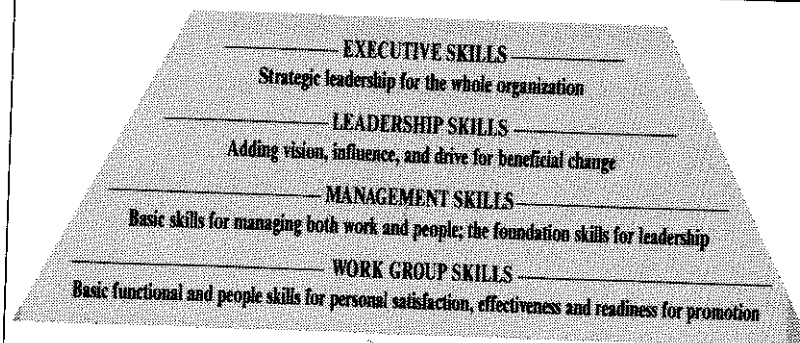 EXECUTIVE SKILLS
Strategic leadership for the whole organization
LEADERSHIP SKILLS
Adding vision, influence, and drive for beneficial change
MANAGEMENT SKILLS
Basic skills for managing both work and people; the foundation skills for leadership
WORK GROUP SKILLS
Basic functional and people skills for personal satisfaction, effectiveness and readiness for promotion